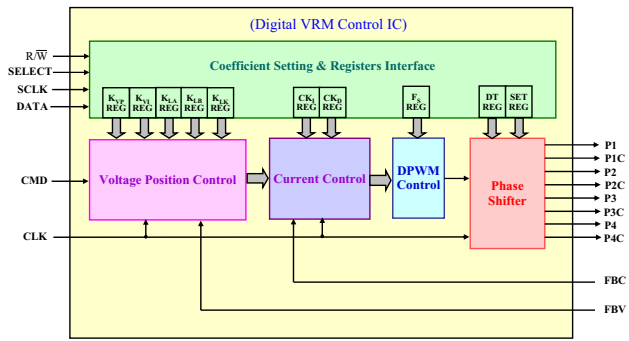 (Digital VRM Control IC)
R/W̅
SELECT
SCLK
DATA
Coefficient Setting & Registers Interface
K_VP REG
K_VI REG
K_LA REG
K_LB REG
K_LK REG
CK_I REG
CK_D REG
F_S REG
DT REG
SET REG
CMD
Voltage Position Control
Current Control
DPWM
Control
Phase
Shifter
P1
P1C
P2
P2C
P3
P3C
P4
P4C
CLK
FBC
FBV